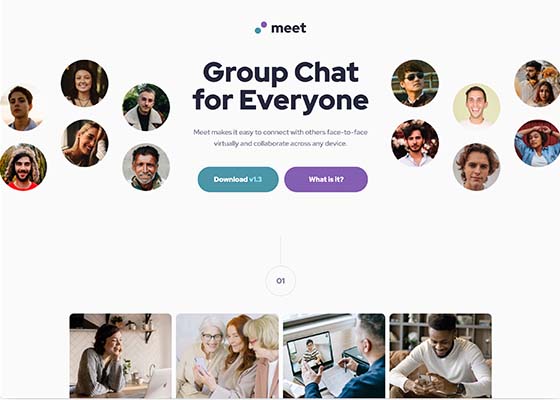 meet
Group Chat
for Everyone
Meet makes it easy to connect with others face-to-face
virtually and collaborate across any device.
Download v1.3
What is it?
01